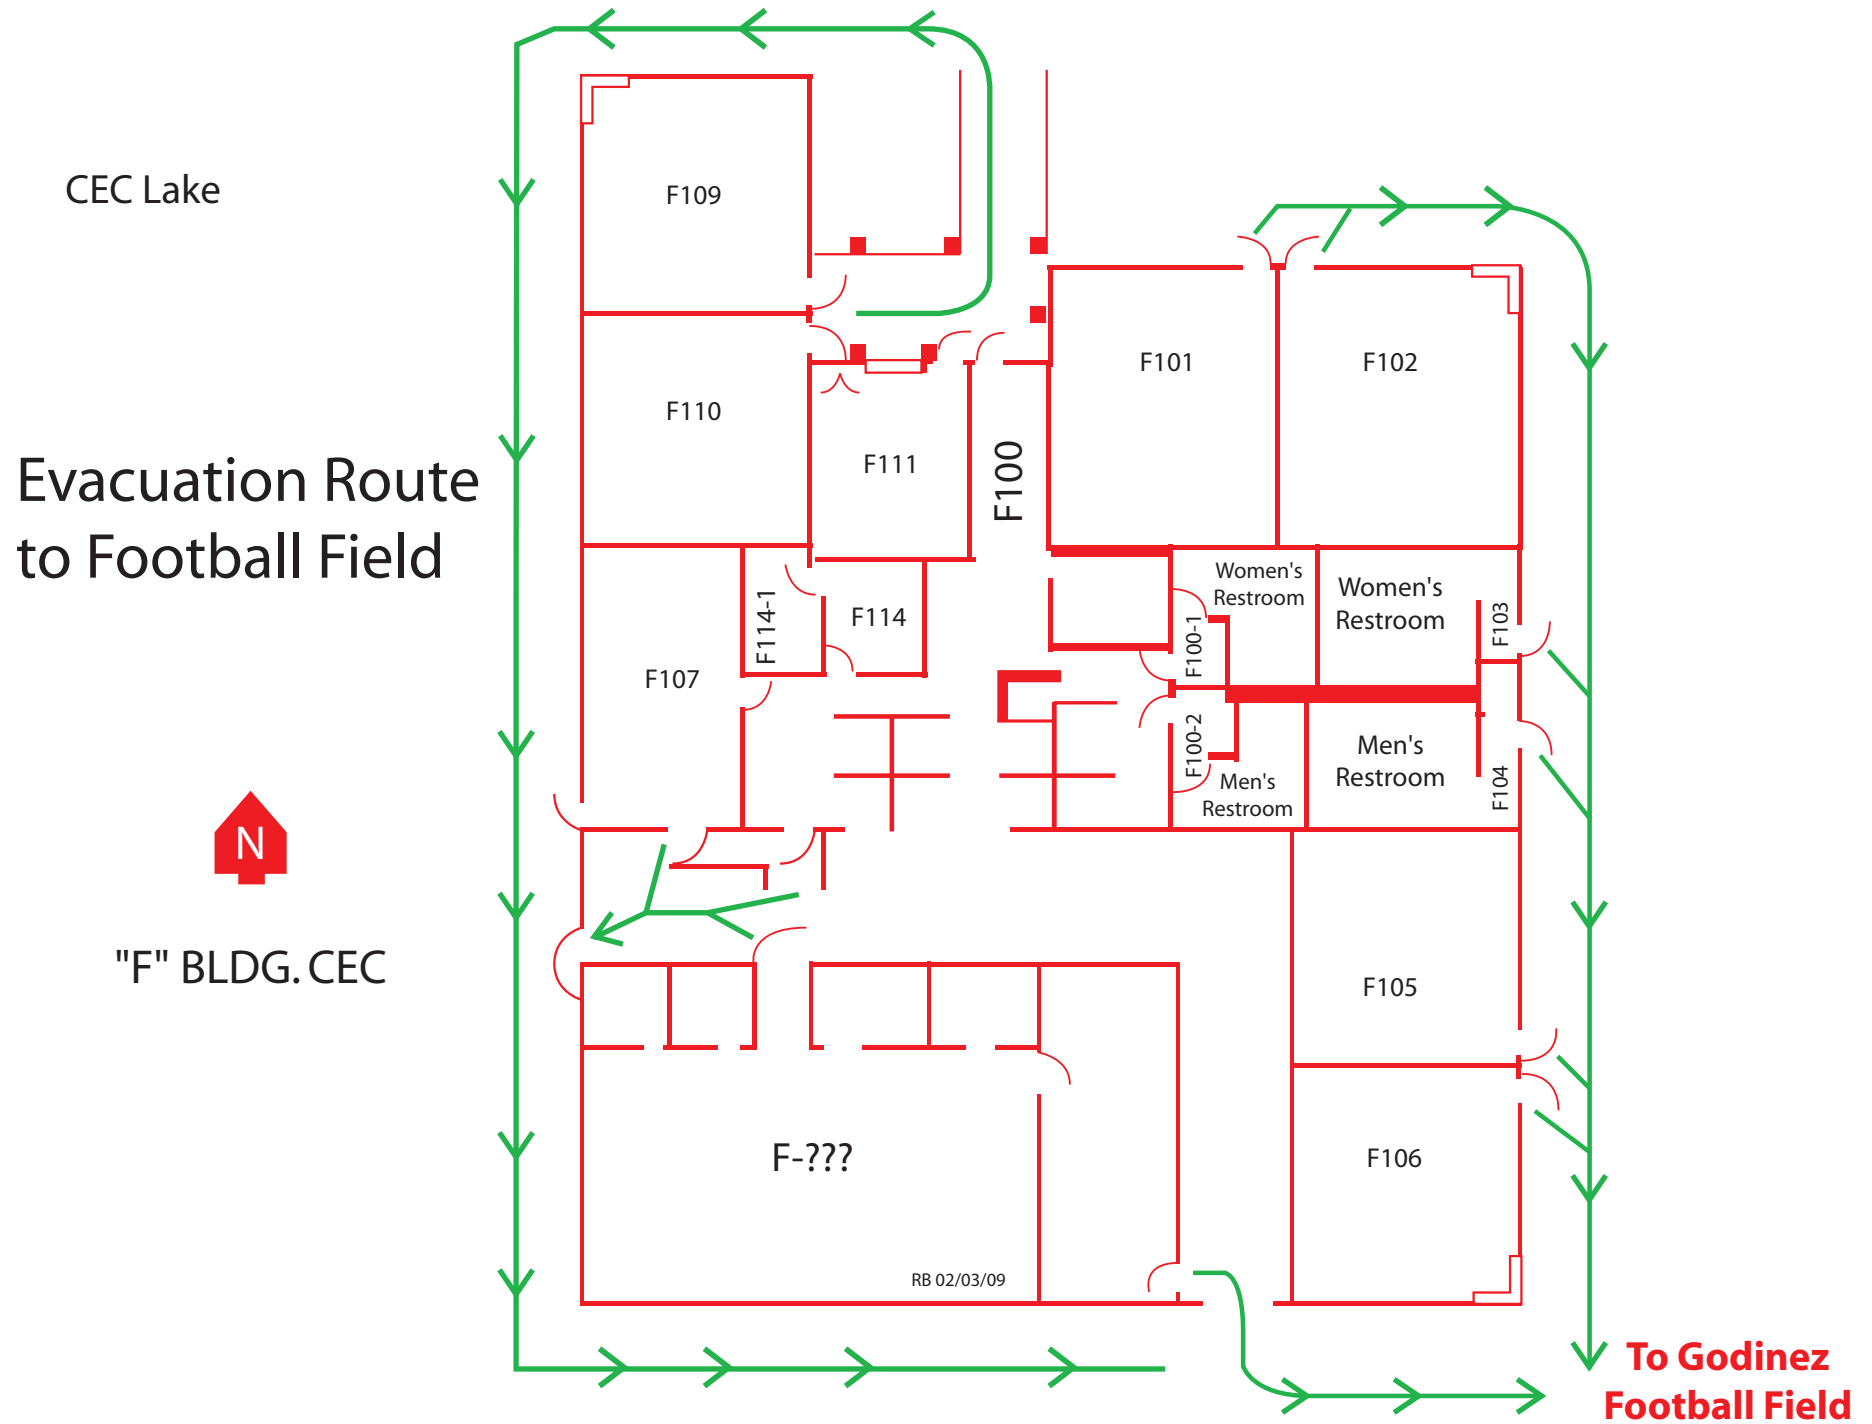 CEC Lake
F109
F101
F102
F110
F111
F100
Evacuation Route
to Football Field
Women's
Restroom
Women's
Restroom
F103
F114-1
F114
F100-1
F107
F100-2
Men's
Restroom
Men's
Restroom
F104
N
"F" BLDG. CEC
F105
F-???
F106
RB 02/03/09
To Godinez
Football Field